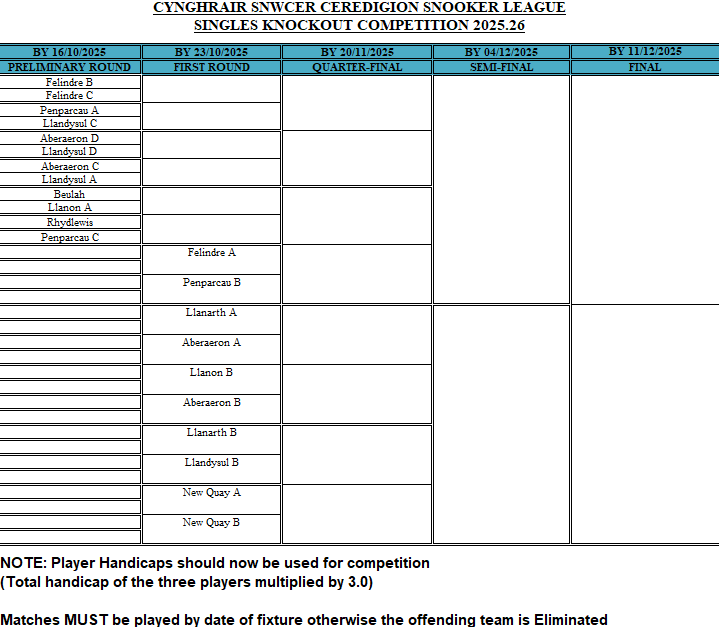 CYNGHRAIR SNWCER CEREDIGION SNOOKER LEAGUE
SINGLES KNOCKOUT COMPETITION 2025.26
BY 16/10/2025 BY 23/10/2025 BY 20/11/2025 BY 04/12/2025 BY 11/12/2025
PRELIMINARY ROUND FIRST ROUND QUARTER-FINAL SEMI-FINAL FINAL
Felindre B
Felindre C
Penparcau A
Llandysul C
Aberaeron D
Llandysul D
Aberaeron C
Llandysul A
Beulah
Llanon A
Rhydlewis
Penparcau C
Felindre A
Penparcau B
Llanarth A
Aberaeron A
Llanon B
Aberaeron B
Llanarth B
Llandysul B
New Quay A
New Quay B
NOTE: Player Handicaps should now be used for competition
(Total handicap of the three players multiplied by 3.0)
Matches MUST be played by date of fixture otherwise the offending team is Eliminated